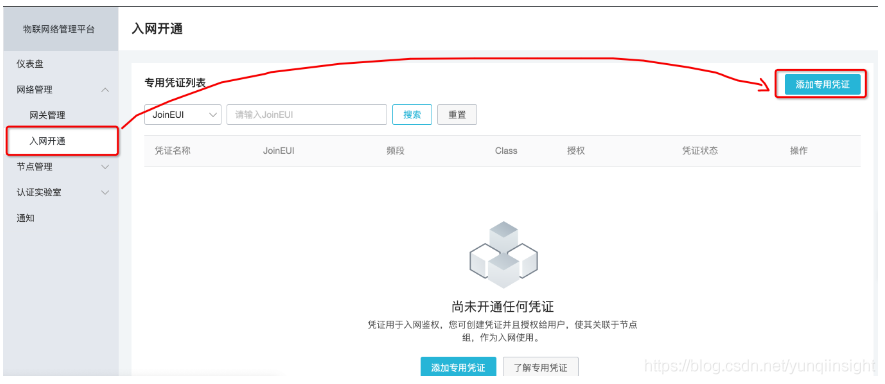 物联网络管理平台
入网开通
仪表盘
网络管理
网关管理
入网开通
节点管理
认证实验室
通知
专用凭证列表
添加专用凭证
JoinEUI
请输入JoinEUI
搜索
重置
凭证名称 JoinEUI 频段 Class 授权 凭证状态 操作
尚未开通任何凭证
凭证用于入网鉴权，您可创建凭证并且授权给用户，使其关联于节点
组，作为入网使用。
添加专用凭证
了解专用凭证
https://blog.csdn.net/yunqiinsight